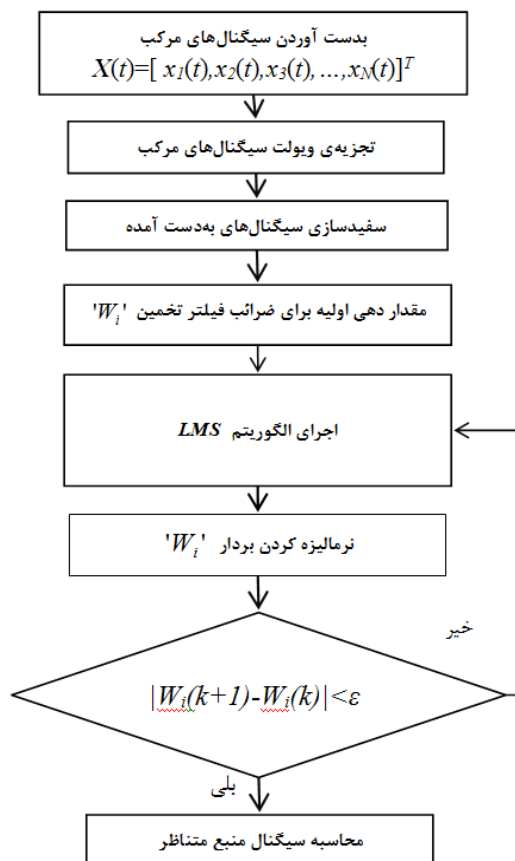 بدست آوردن سیگنال‌های مرکب
X(t)=[ x1(t),x2(t),x3(t), ...,xN(t)]T
تجزیه‌ی ویولت سیگنال‌های مرکب
سفیدسازی سیگنال‌های به‌دست آمده
مقدار دهی اولیه برای ضرائب فیلتر تخمین 'Wi'
اجرای الگوریتم LMS
نرمالیزه کردن بردار 'Wi'
خیر
|Wi(k+1)-Wi(k)|<ε
بلی
محاسبه سیگنال منبع متناظر